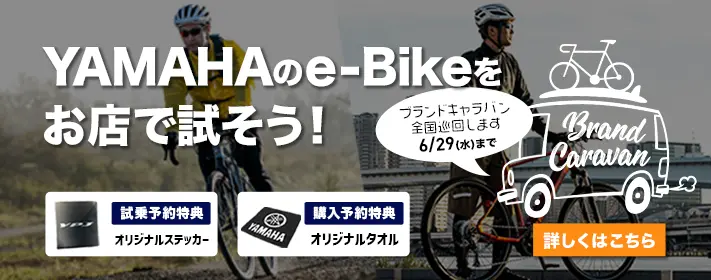 YAMAHAのe-Bikeを
お店で試そう!
ブランドキャラバン
全国巡回します
6/29(水)まで
Brand
Caravan
YPJ
試乗予約特典
オリジナルステッカー
YAMAHA
購入予約特典
オリジナルタオル
詳しくはこちら